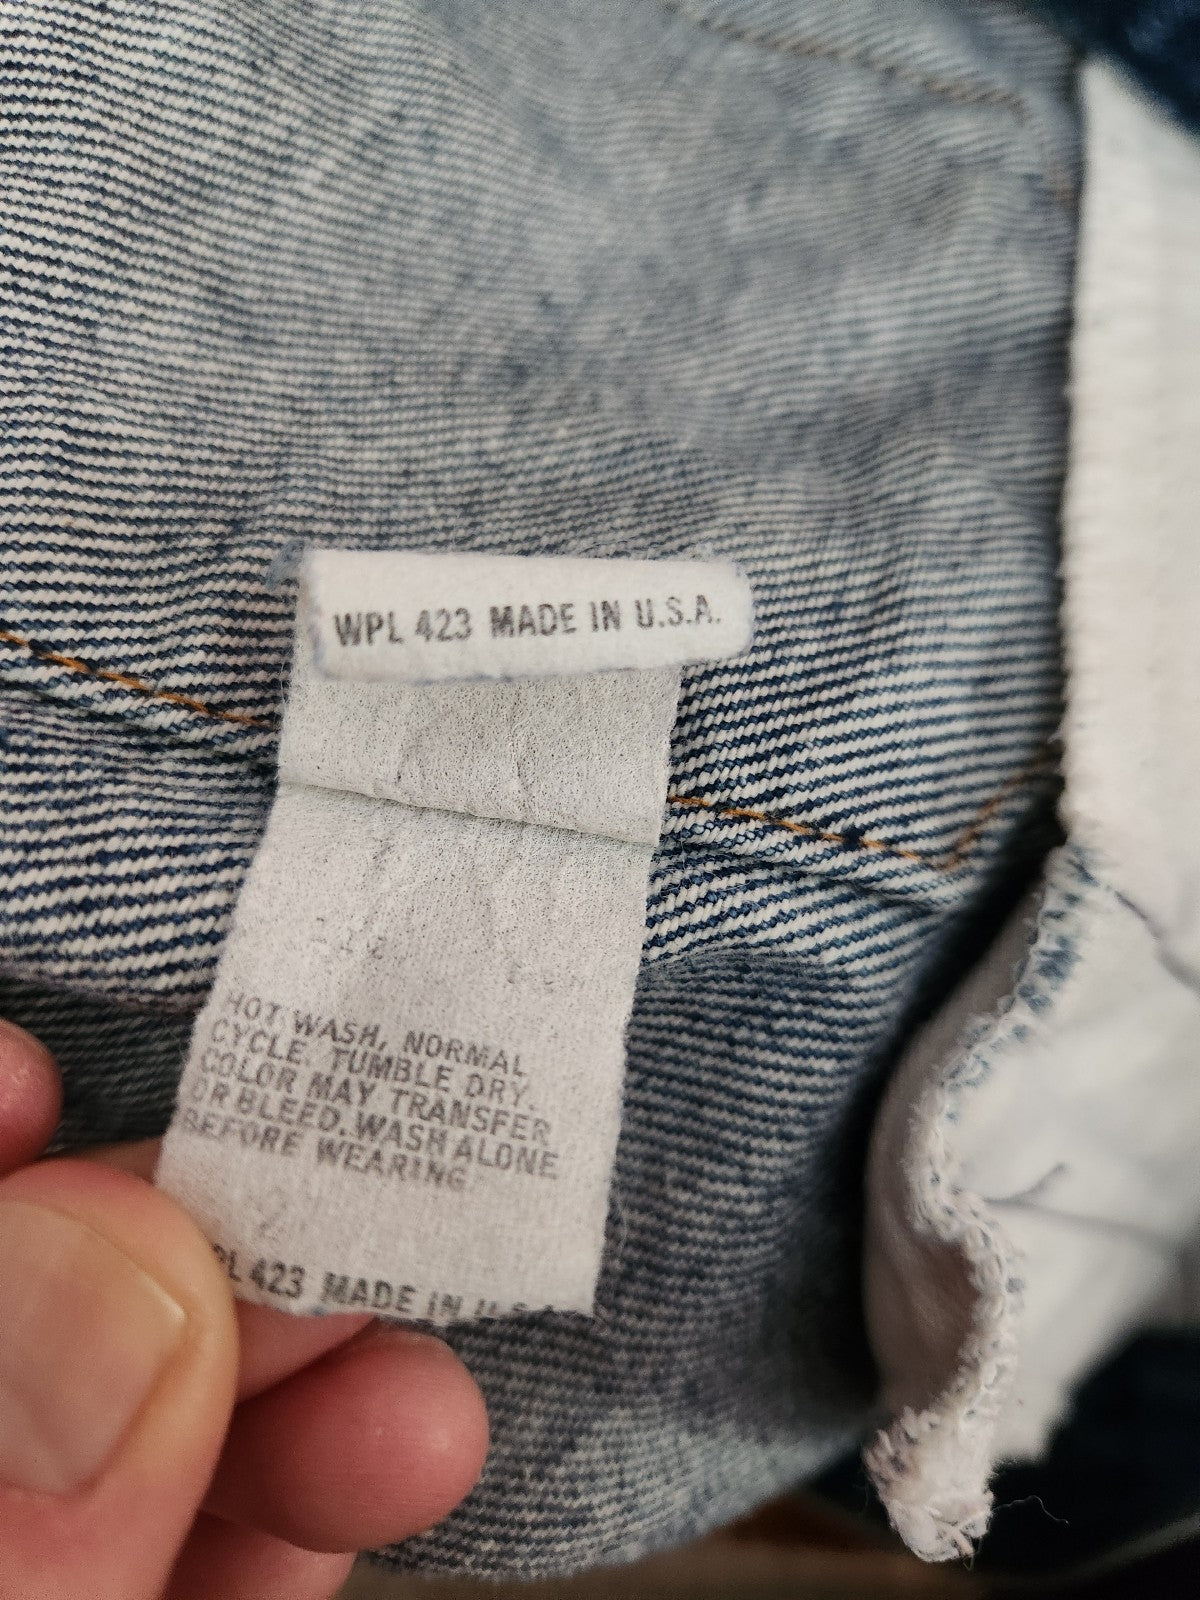 WPL 423 MADE IN U.S.A.
HOT WASH, NORMAL
CYCLE. TUMBLE DRY.
COLOR MAY TRANSFER
OR BLEED. WASH ALONE
BEFORE WEARING
PL 423 MADE IN U.S.A.